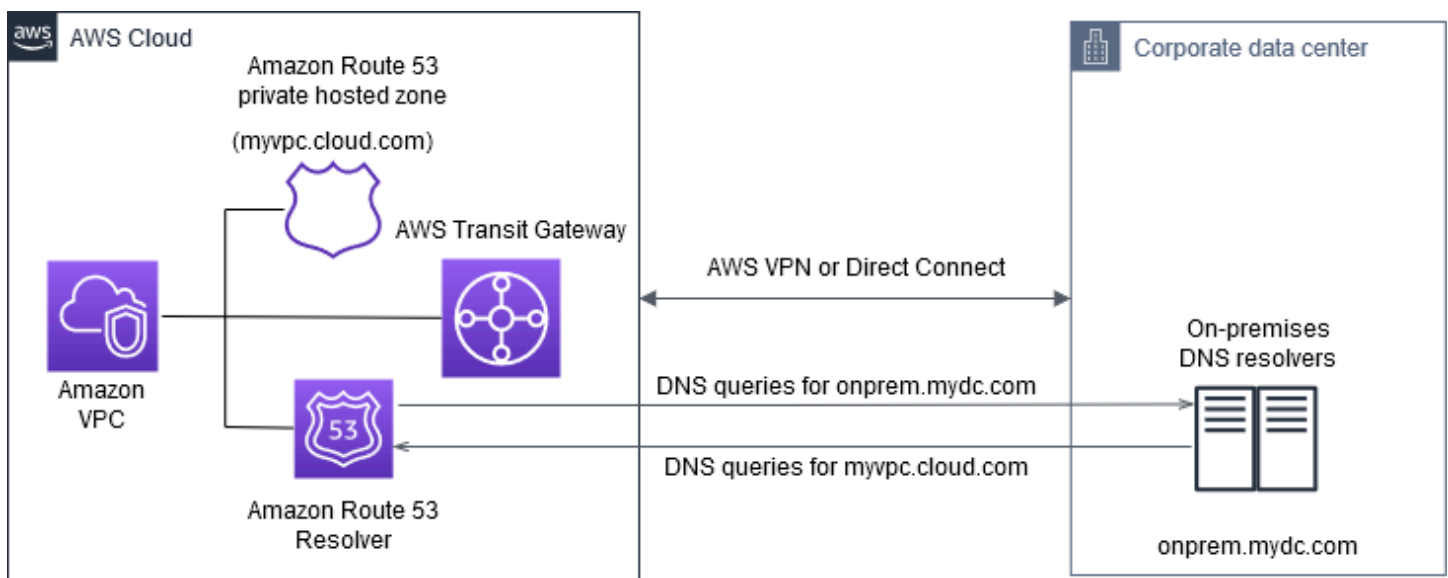 aws
AWS Cloud
Amazon Route 53
private hosted zone
(myvpc.cloud.com)
AWS Transit Gateway
Amazon
VPC
53
Amazon Route 53
Resolver
AWS VPN or Direct Connect
DNS queries for onprem.mydc.com
DNS queries for myvpc.cloud.com
Corporate data center
On-premises
DNS resolvers
onprem.mydc.com